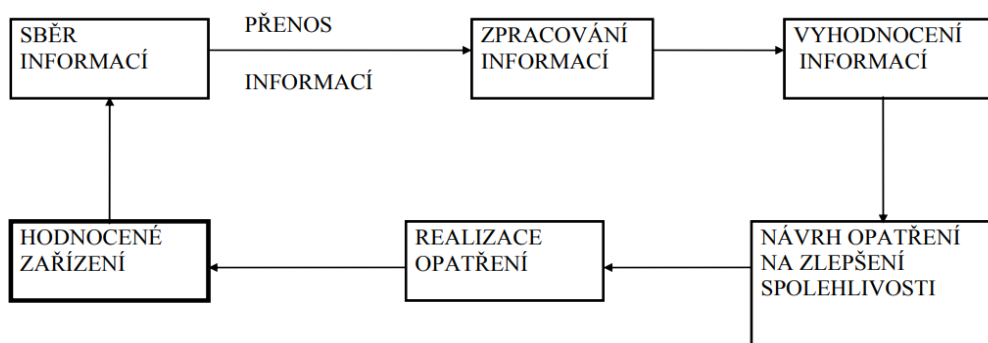 SBĚR
INFORMACÍ
PŘENOS
INFORMACÍ
ZPRACOVÁNÍ
INFORMACÍ
VYHODNOCENÍ
INFORMACÍ
HODNOCENÉ
ZAŘÍZENÍ
REALIZACE
OPATŘENÍ
NÁVRH OPATŘENÍ
NA ZLEPŠENÍ
SPOLEHLIVOSTI